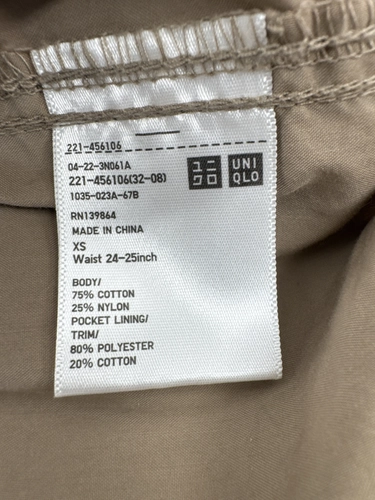 221-456106
04-22-3N061A
221-456106(32-08)
1035-023A-67B
ユニ
クロ
UNI
QLO
RN139864
MADE IN CHINA
XS
Waist 24-25inch
BODY/
75% COTTON
25% NYLON
POCKET LINING/
TRIM/
80% POLYESTER
20% COTTON